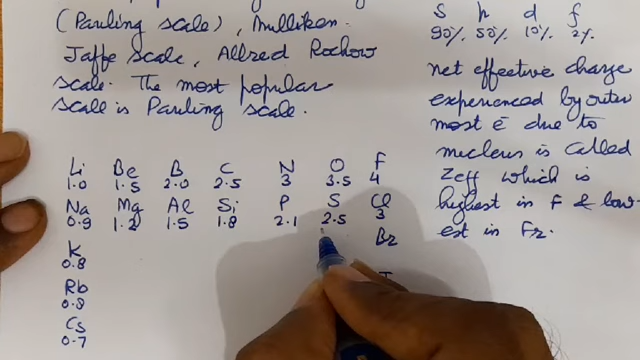 (Pauling scale), Mulliken-
Jaffe scale, Allred Rochow
scale. The most popular
scale is Pauling scale.
Li Be B C N O F
1.0 1.5 2.0 2.5 3 3.5 4
Na Mg Al Si P S Cl
0.9 1.2 1.5 1.8 2.1 2.5 3
K Br
0.8
Rb
0.8
Cs
0.7
s p d f
90% 50% 10% 2%
net effective charge
experienced by outer
most e due to
nucleus is called
Zeff which is
highest in F & low-
est in Fr.